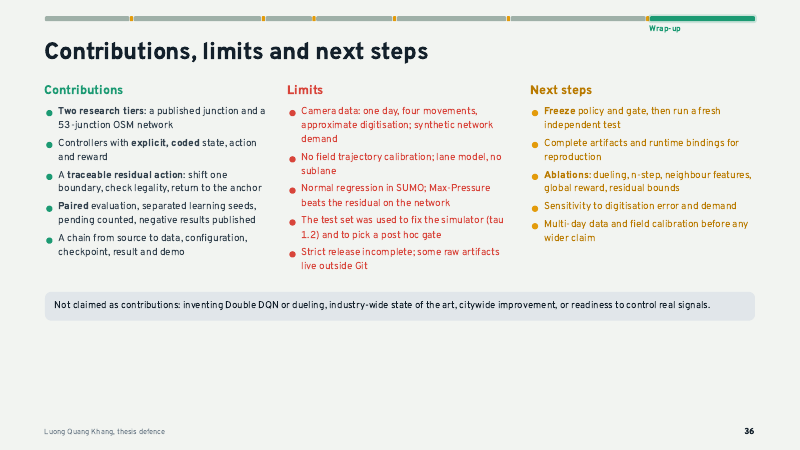 Wrap-up
Contributions, limits and next steps
Contributions
Two research tiers: a published junction and a
53-junction OSM network
Controllers with explicit, coded state, action
and reward
A traceable residual action: shift one
boundary, check legality, return to the anchor
Paired evaluation, separated learning seeds,
pending counted, negative results published
A chain from source to data, configuration,
checkpoint, result and demo
Limits
Camera data: one day, four movements,
approximate digitisation; synthetic network
demand
No field trajectory calibration; lane model, no
sublane
Normal regression in SUMO; Max-Pressure
beats the residual on the network
The test set was used to fix the simulator (tau
1.2) and to pick a post hoc gate
Strict release incomplete; some raw artifacts
live outside Git
Next steps
Freeze policy and gate, then run a fresh
independent test
Complete artifacts and runtime bindings for
reproduction
Ablations: dueling, n-step, neighbour features,
global reward, residual bounds
Sensitivity to digitisation error and demand
Multi-day data and field calibration before any
wider claim
Not claimed as contributions: inventing Double DQN or dueling, industry-wide state of the art, citywide improvement, or readiness to control real signals.
Luong Quang Khang, thesis defence
36